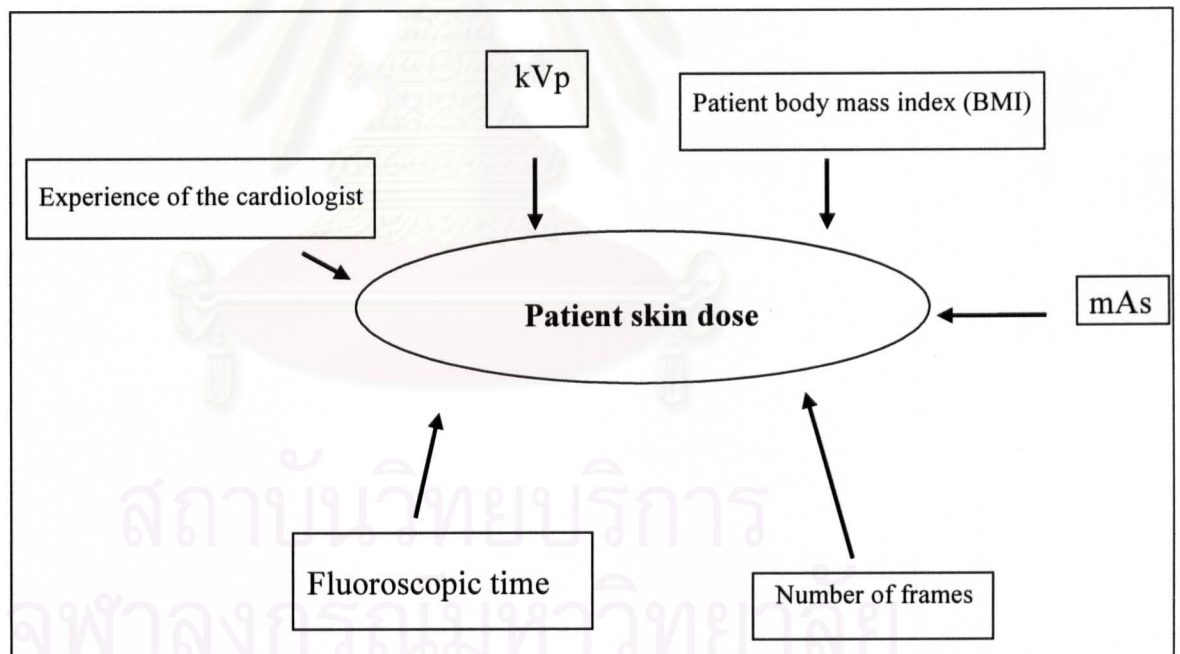 kVp
Patient body mass index (BMI)
Experience of the cardiologist
Patient skin dose
mAs
Fluoroscopic time
Number of frames
สถาบันวิทยบริการ
จุฬาลงกรณ์มหาวิทยาลัย